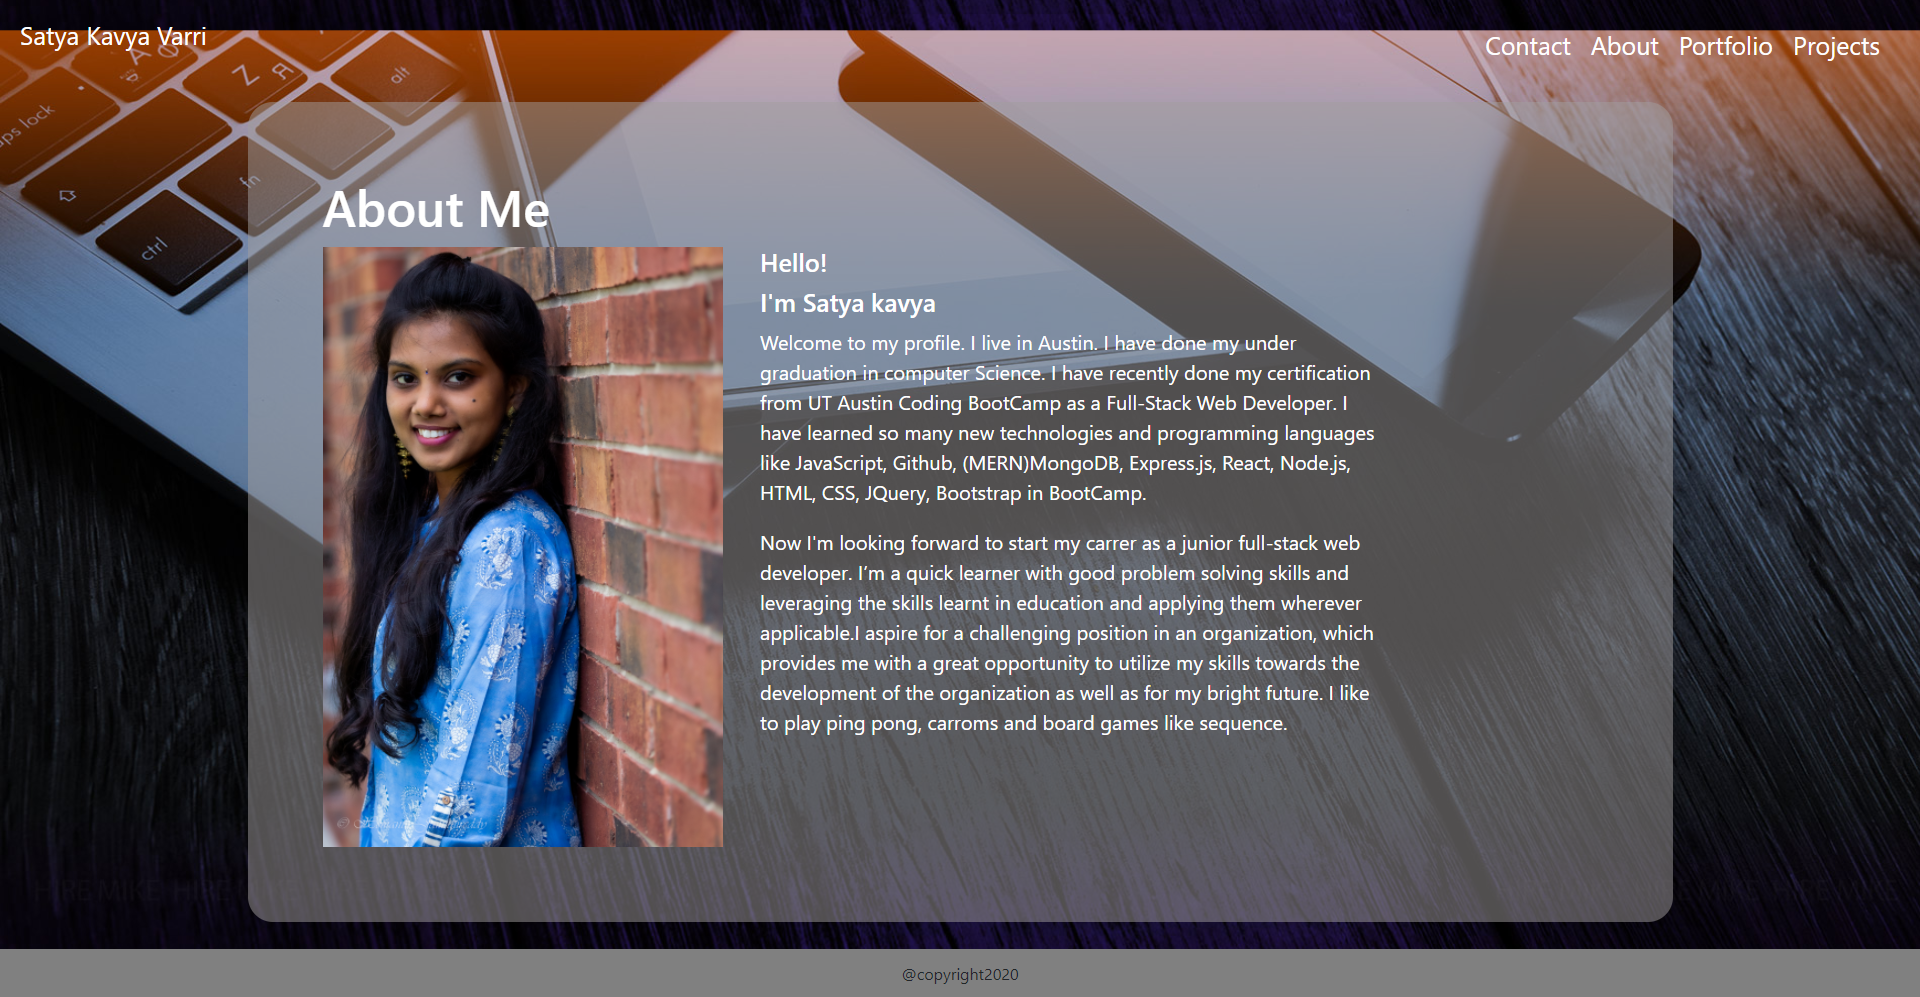 Satya Kavya Varri
Contact About Portfolio Projects
aps lock
Z
Я
alt
fn
ctrl
About Me
Hello!
I'm Satya kavya
Welcome to my profile. I live in Austin. I have done my under
graduation in computer Science. I have recently done my certification
from UT Austin Coding BootCamp as a Full-Stack Web Developer. I
have learned so many new technologies and programming languages
like JavaScript, Github, (MERN)MongoDB, Express.js, React, Node.js,
HTML, CSS, JQuery, Bootstrap in BootCamp.
Now I'm looking forward to start my carrer as a junior full-stack web
developer. I’m a quick learner with good problem solving skills and
leveraging the skills learnt in education and applying them wherever
applicable.I aspire for a challenging position in an organization, which
provides me with a great opportunity to utilize my skills towards the
development of the organization as well as for my bright future. I like
to play ping pong, carroms and board games like sequence.
@copyright2020